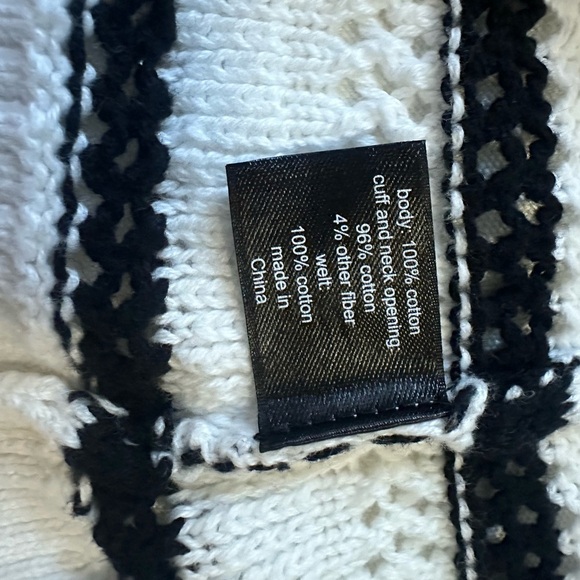 body: 100% cotton
cuff and neck opening:
96% cotton
4% other fiber
welt:
100% cotton
made in
China